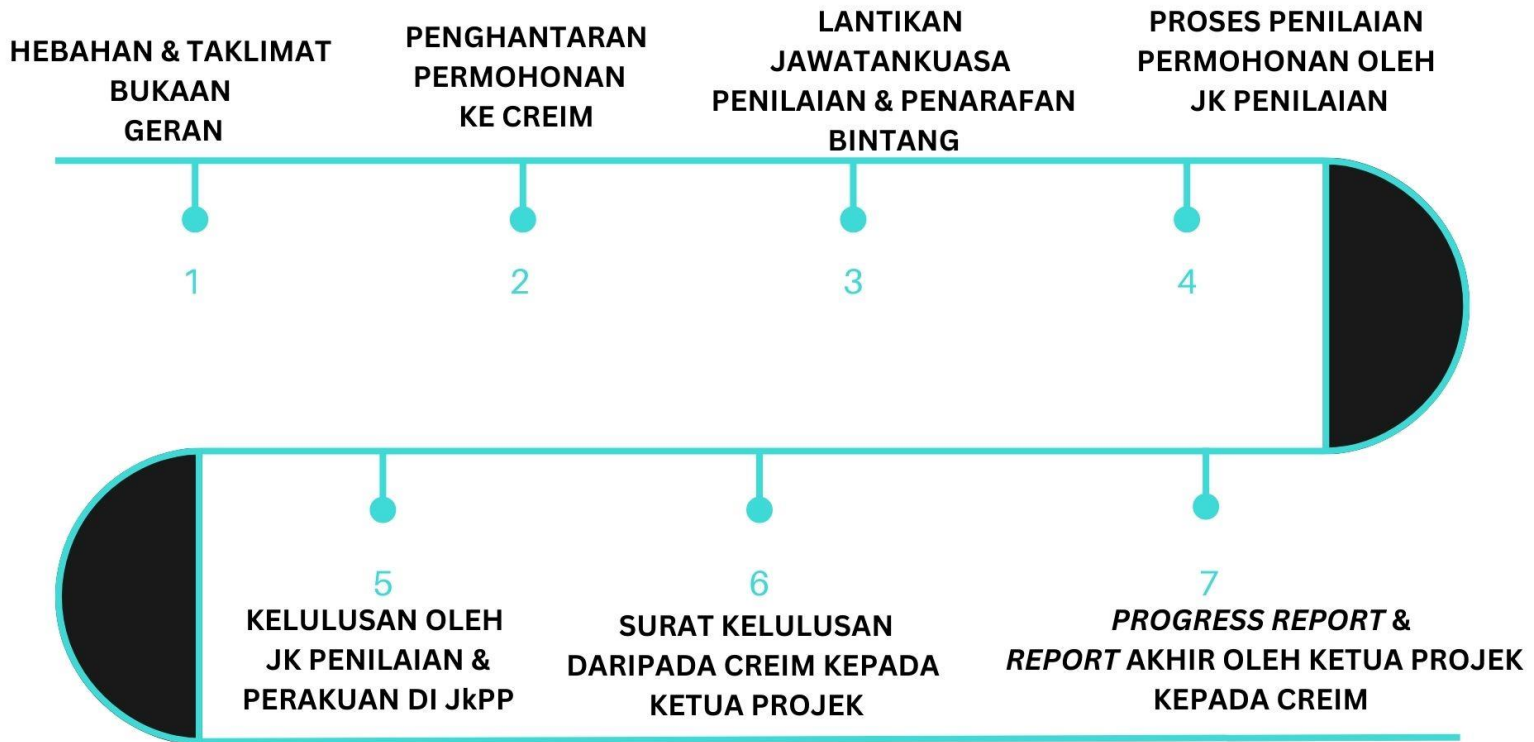 HEBAHAN & TAKLIMAT
BUKAAN
GERAN
PENGHANTARAN
PERMOHONAN
KE CREIM
LANTIKAN
JAWATANKUASA
PENILAIAN & PENARAFAN
BINTANG
PROSES PENILAIAN
PERMOHONAN OLEH
JK PENILAIAN
1
2
3
4
5
KELULUSAN OLEH
JK PENILAIAN &
PERAKUAN DI JkPP
6
SURAT KELULUSAN
DARIPADA CREIM KEPADA
KETUA PROJEK
7
PROGRESS REPORT &
REPORT AKHIR OLEH KETUA PROJEK
KEPADA CREIM